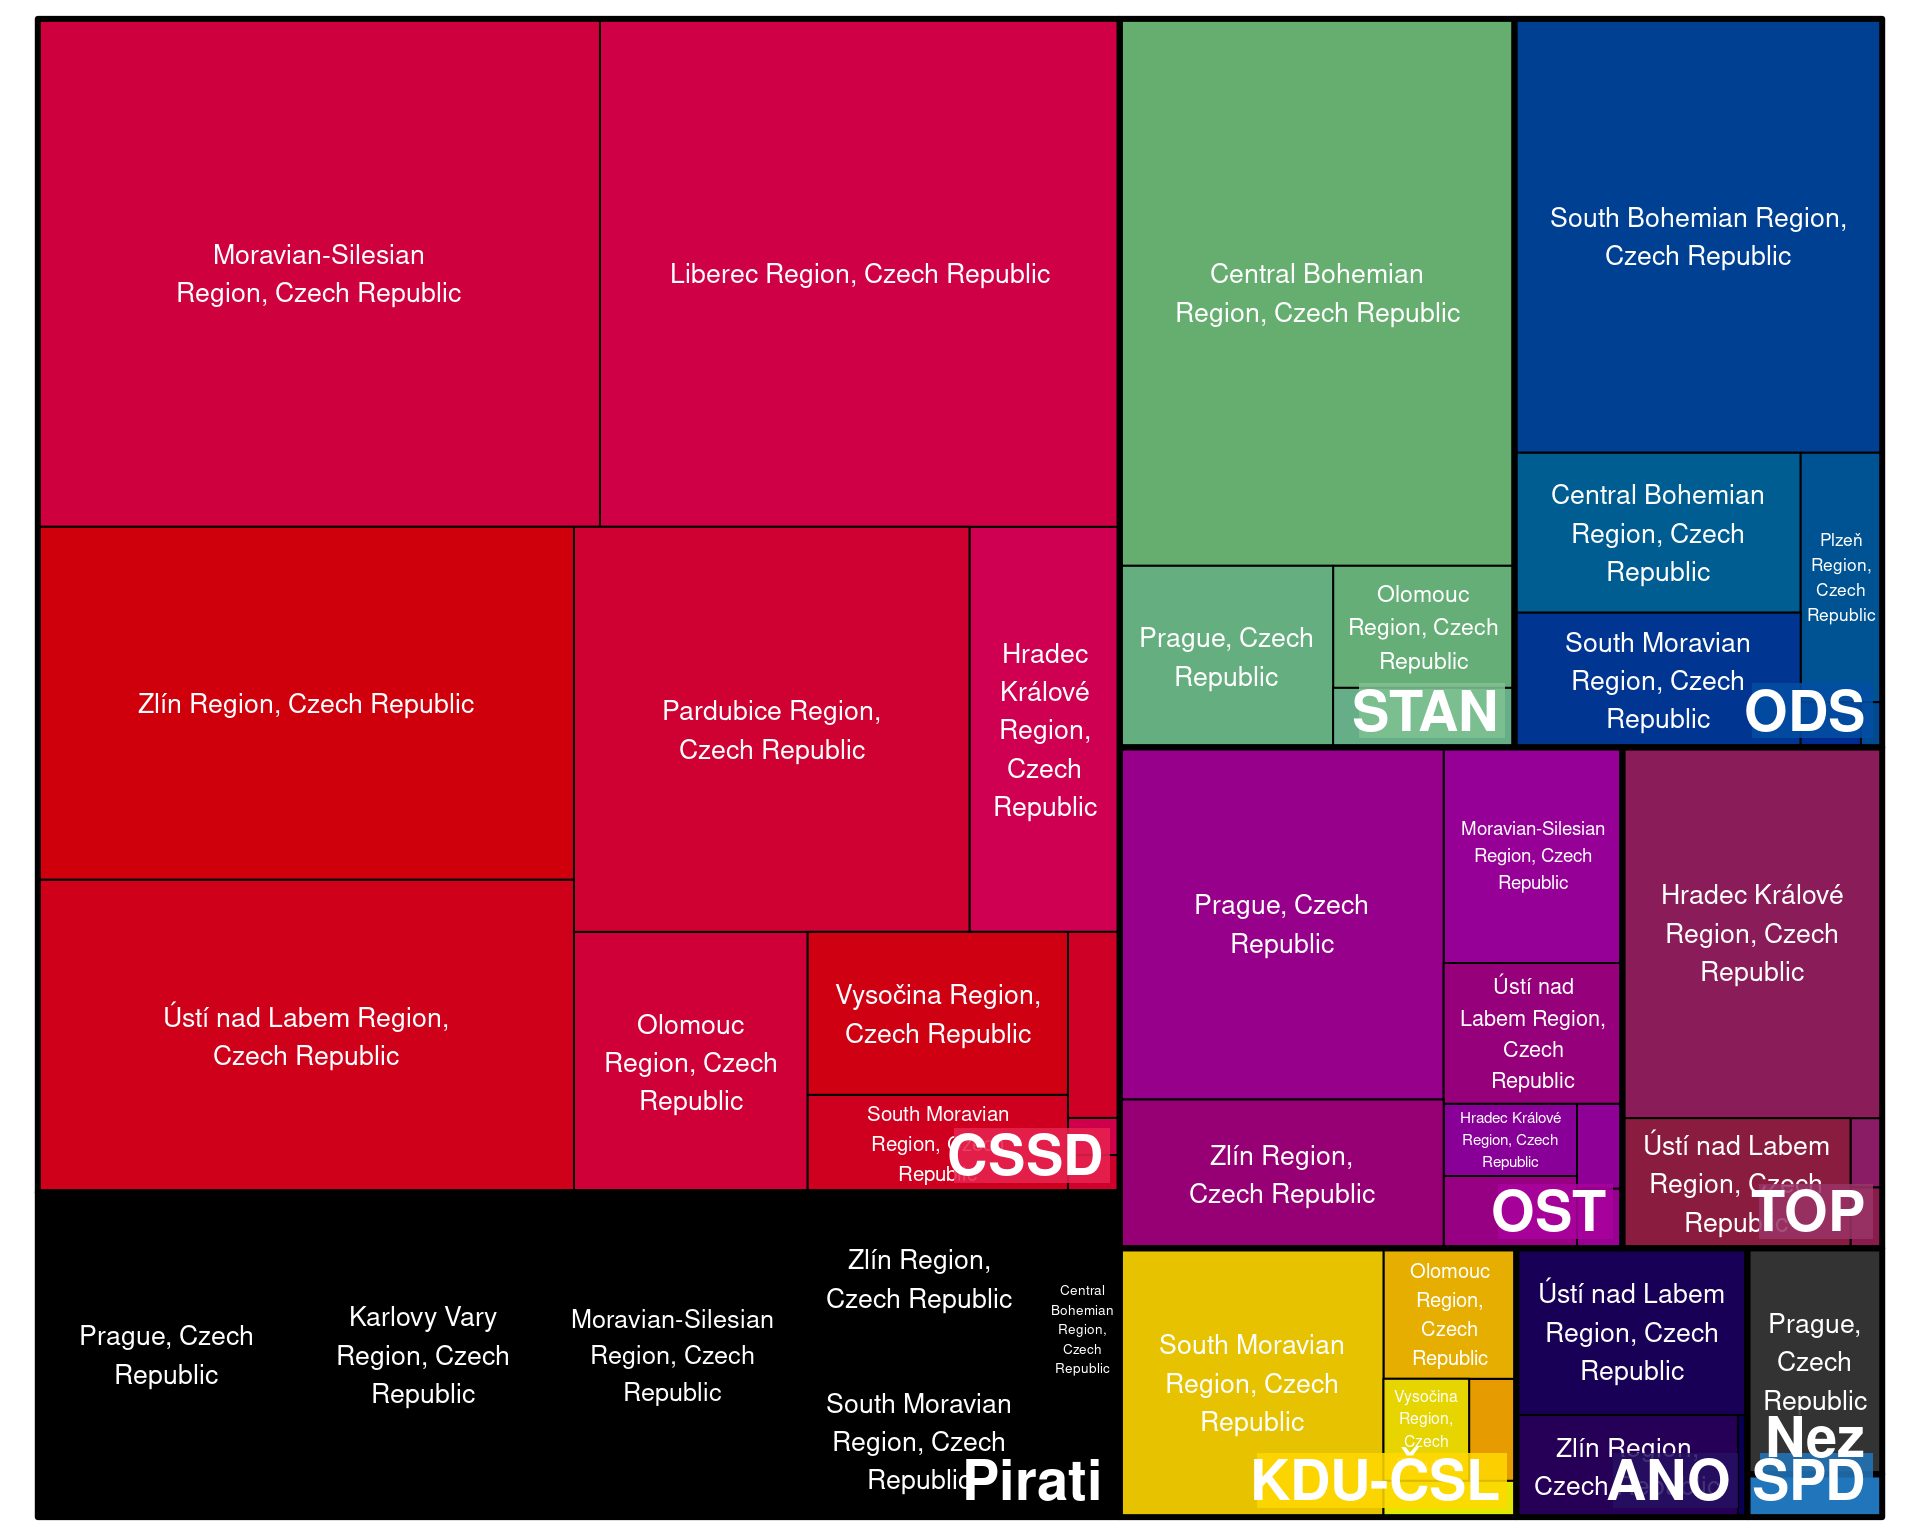 Moravian-Silesian
Region, Czech Republic
Liberec Region, Czech Republic
Zlín Region, Czech Republic
Pardubice Region,
Czech Republic
Hradec
Králové
Region,
Czech
Republic
Ústí nad Labem Region,
Czech Republic
Olomouc
Region, Czech
Republic
Vysočina Region,
Czech Republic
South Moravian
Region, Czech
Republic
CSSD
Prague, Czech
Republic
Karlovy Vary
Region, Czech
Republic
Moravian-Silesian
Region, Czech
Republic
Zlín Region,
Czech Republic
South Moravian
Region, Czech
Republic
Central
Bohemian
Region,
Czech
Republic
Pirati
Central Bohemian
Region, Czech Republic
Prague, Czech
Republic
Olomouc
Region, Czech
Republic
STAN
South Bohemian Region,
Czech Republic
Central Bohemian
Region, Czech
Republic
Plzeň
Region,
Czech
Republic
South Moravian
Region, Czech
Republic
ODS
Prague, Czech
Republic
Moravian-Silesian
Region, Czech
Republic
Ústí nad
Labem Region,
Czech
Republic
Zlín Region,
Czech Republic
Hradec Králové
Region, Czech
Republic
OST
Hradec Králové
Region, Czech
Republic
Ústí nad Labem
Region, Czech
Republic
TOP
South Moravian
Region, Czech
Republic
Olomouc
Region,
Czech
Republic
Vysočina
Region,
Czech
KDU-ČSL
Ústí nad Labem
Region, Czech
Republic
Zlín Region,
Czech Republic
ANO
Prague,
Czech
Republic
Nez
SPD